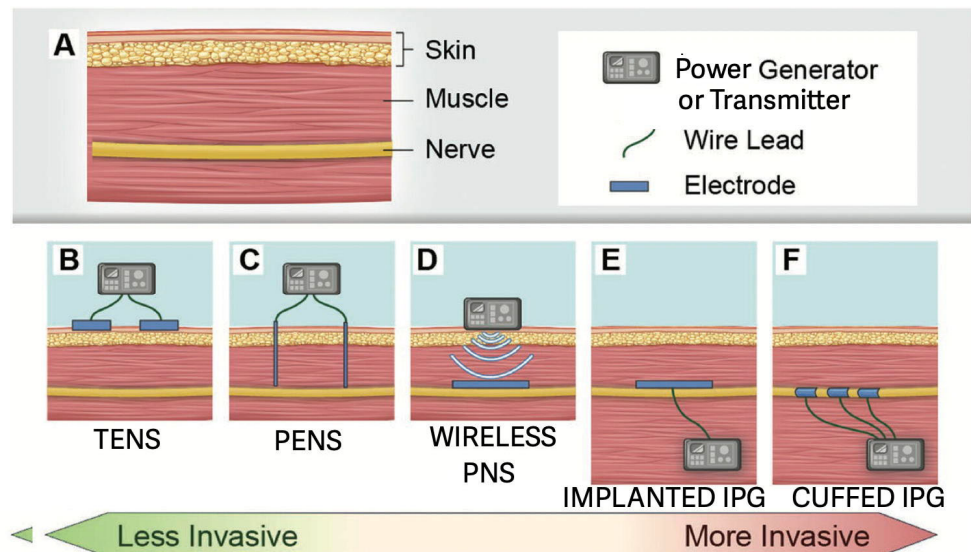 A
Skin
Muscle
Nerve
Power Generator
or Transmitter
Wire Lead
Electrode
B
C
D
E
F
TENS
PENS
WIRELESS
PNS
IMPLANTED IPG
CUFFED IPG
Less Invasive
More Invasive